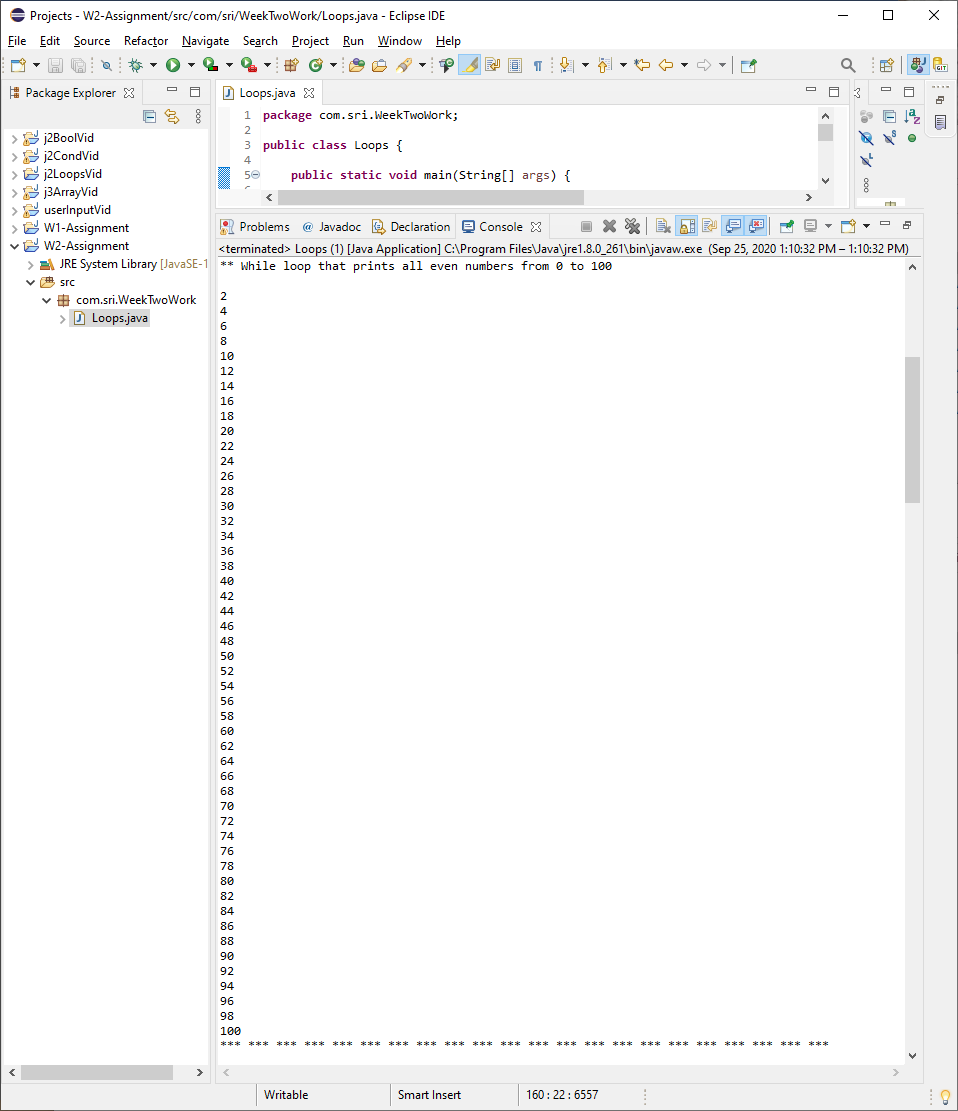 Projects - W2-Assignment/src/com/sri/WeekTwoWork/Loops.java - Eclipse IDE
File Edit Source Refactor Navigate Search Project Run Window Help
Package Explorer
j2BoolVid
j2CondVid
j2LoopsVid
j3ArrayVid
userInputVid
W1-Assignment
W2-Assignment
JRE System Library [JavaSE-1
src
com.sri.WeekTwoWork
Loops.java
Loops.java
1 package com.sri.WeekTwoWork;
2
3 public class Loops {
4
5 public static void main(String[] args) {
Problems @ Javadoc Declaration Console
<terminated> Loops (1) [Java Application] C:\Program Files\Java\jre1.8.0_261\bin\javaw.exe (Sep 25, 2020 1:10:32 PM – 1:10:32 PM)
** While loop that prints all even numbers from 0 to 100
2
4
6
8
10
12
14
16
18
20
22
24
26
28
30
32
34
36
38
40
42
44
46
48
50
52
54
56
58
60
62
64
66
68
70
72
74
76
78
80
82
84
86
88
90
92
94
96
98
100
*** *** *** *** *** *** *** *** *** *** *** *** *** *** *** *** *** *** *** *** *** ***
Writable Smart Insert 160 : 22 : 6557